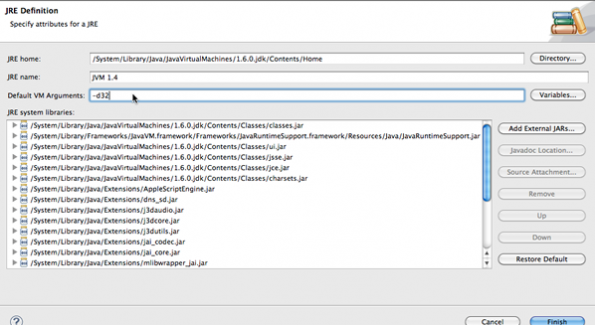 JRE Definition
Specify attributes for a JRE
JRE home: /System/Library/Java/JavaVirtualMachines/1.6.0.jdk/Contents/Home Directory...
JRE name: JVM 1.4
Default VM Arguments: -d32 Variables...
JRE system libraries:
/System/Library/Java/JavaVirtualMachines/1.6.0.jdk/Contents/Classes/classes.jar Add External JARs...
/System/Library/Frameworks/JavaVM.framework/Frameworks/JavaRuntimeSupport.framework/Resources/Java/JavaRuntimeSupport.jar
/System/Library/Java/JavaVirtualMachines/1.6.0.jdk/Contents/Classes/ui.jar Javadoc Location...
/System/Library/Java/JavaVirtualMachines/1.6.0.jdk/Contents/Classes/jsse.jar
/System/Library/Java/JavaVirtualMachines/1.6.0.jdk/Contents/Classes/jce.jar Source Attachment...
/System/Library/Java/JavaVirtualMachines/1.6.0.jdk/Contents/Classes/charsets.jar
/System/Library/Java/Extensions/AppleScriptEngine.jar Remove
/System/Library/Java/Extensions/dns_sd.jar
/System/Library/Java/Extensions/j3daudio.jar Up
/System/Library/Java/Extensions/j3dcore.jar
/System/Library/Java/Extensions/j3dutils.jar Down
/System/Library/Java/Extensions/jai_codec.jar
/System/Library/Java/Extensions/jai_core.jar Restore Default
/System/Library/Java/Extensions/mlibwrapper_jai.jar
? Cancel Finish